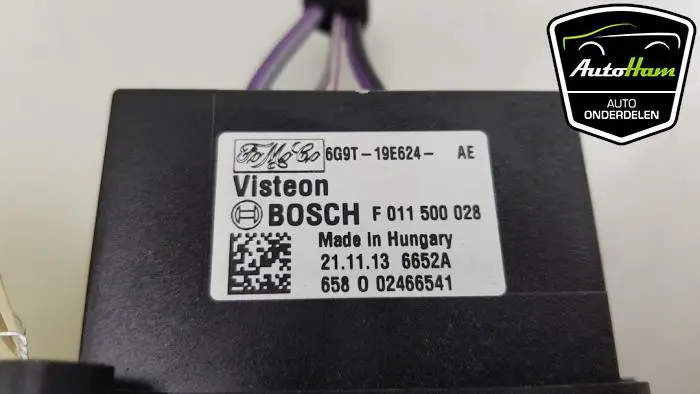 AutoHam
AUTO
ONDERDELEN
FoMoCo 6G9T-19E624- AE
Visteon
BOSCH F 011 500 028
Made in Hungary
21.11.13 6652A
658 0 02466541